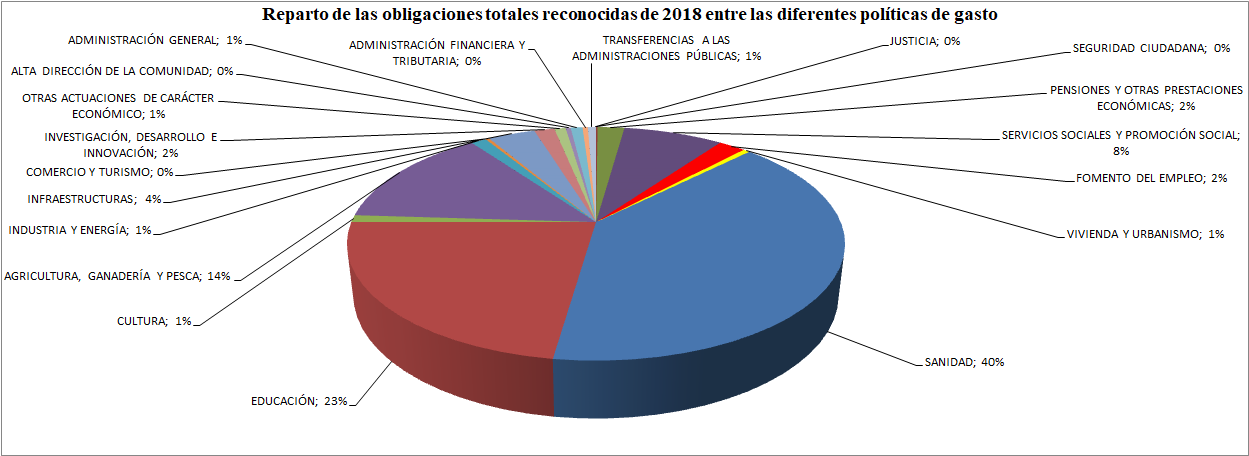 Reparto de las obligaciones totales reconocidas de 2018 entre las diferentes políticas de gasto
ADMINISTRACIÓN GENERAL; 1%
ADMINISTRACIÓN FINANCIERA Y
TRIBUTARIA; 0%
TRANSFERENCIAS A LAS
ADMINISTRACIONES PÚBLICAS; 1%
JUSTICIA; 0%
SEGURIDAD CIUDADANA; 0%
ALTA DIRECCIÓN DE LA COMUNIDAD; 0%
PENSIONES Y OTRAS PRESTACIONES
ECONÓMICAS; 2%
OTRAS ACTUACIONES DE CARÁCTER
ECONÓMICO; 1%
SERVICIOS SOCIALES Y PROMOCIÓN SOCIAL;
8%
INVESTIGACIÓN, DESARROLLO E
INNOVACIÓN; 2%
COMERCIO Y TURISMO; 0%
FOMENTO DEL EMPLEO; 2%
INFRAESTRUCTURAS; 4%
INDUSTRIA Y ENERGÍA; 1%
VIVIENDA Y URBANISMO; 1%
AGRICULTURA, GANADERÍA Y PESCA; 14%
CULTURA; 1%
SANIDAD; 40%
EDUCACIÓN; 23%